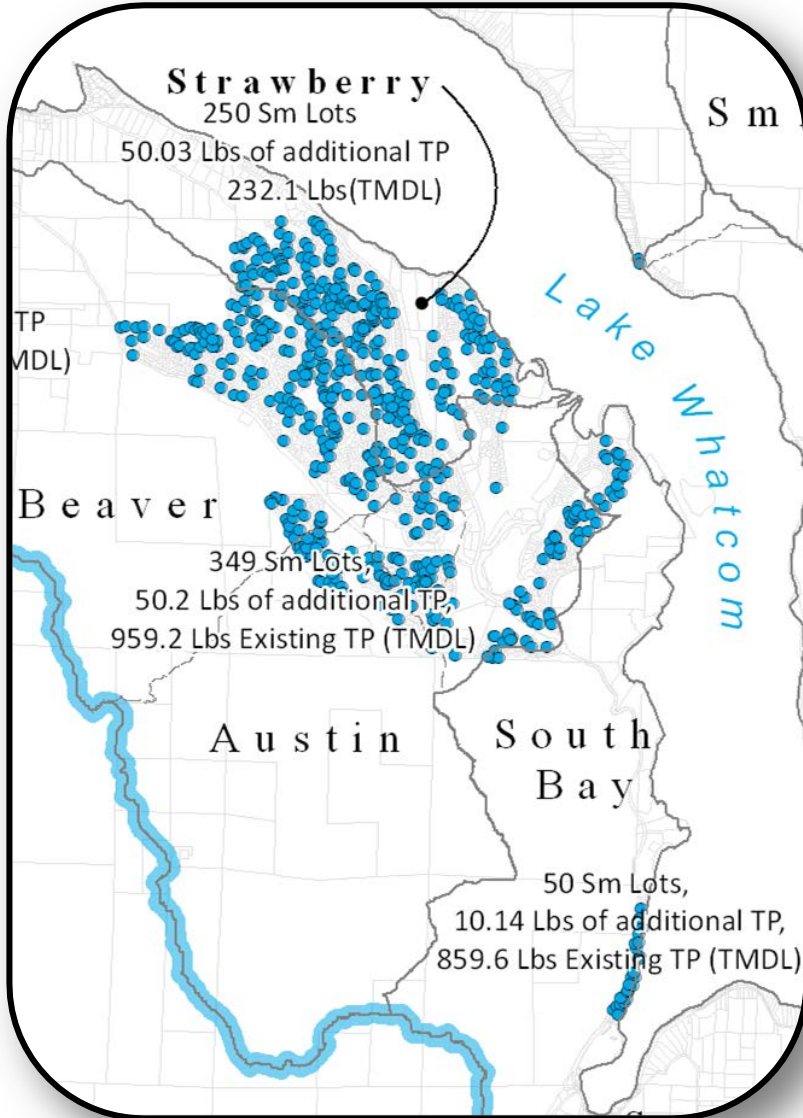 Strawberry
250 Sm Lots
50.03 Lbs of additional TP
232.1 Lbs(TMDL)
Sm
Lake Whatcom
TP
MDL)
Beaver
349 Sm Lots,
50.2 Lbs of additional TP,
959.2 Lbs Existing TP (TMDL)
Austin
South
Bay
50 Sm Lots,
10.14 Lbs of additional TP,
859.6 Lbs Existing TP (TMDL)